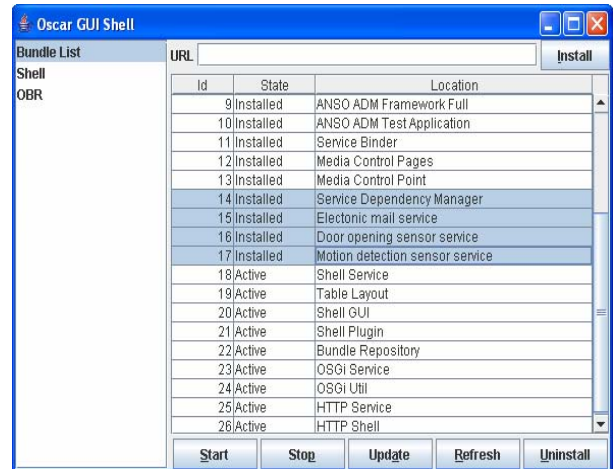 Oscar GUI Shell
Bundle List
Shell
OBR
URL
Install
Id State Location
9 Installed ANSO ADM Framework Full
10 Installed ANSO ADM Test Application
11 Installed Service Binder
12 Installed Media Control Pages
13 Installed Media Control Point
14 Installed Service Dependency Manager
15 Installed Electonic mail service
16 Installed Door opening sensor service
17 Installed Motion detection sensor service
18 Active Shell Service
19 Active Table Layout
20 Active Shell GUI
21 Active Shell Plugin
22 Active Bundle Repository
23 Active OSGi Service
24 Active OSGi Util
25 Active HTTP Service
26 Active HTTP Shell
Start Stop Update Refresh Uninstall